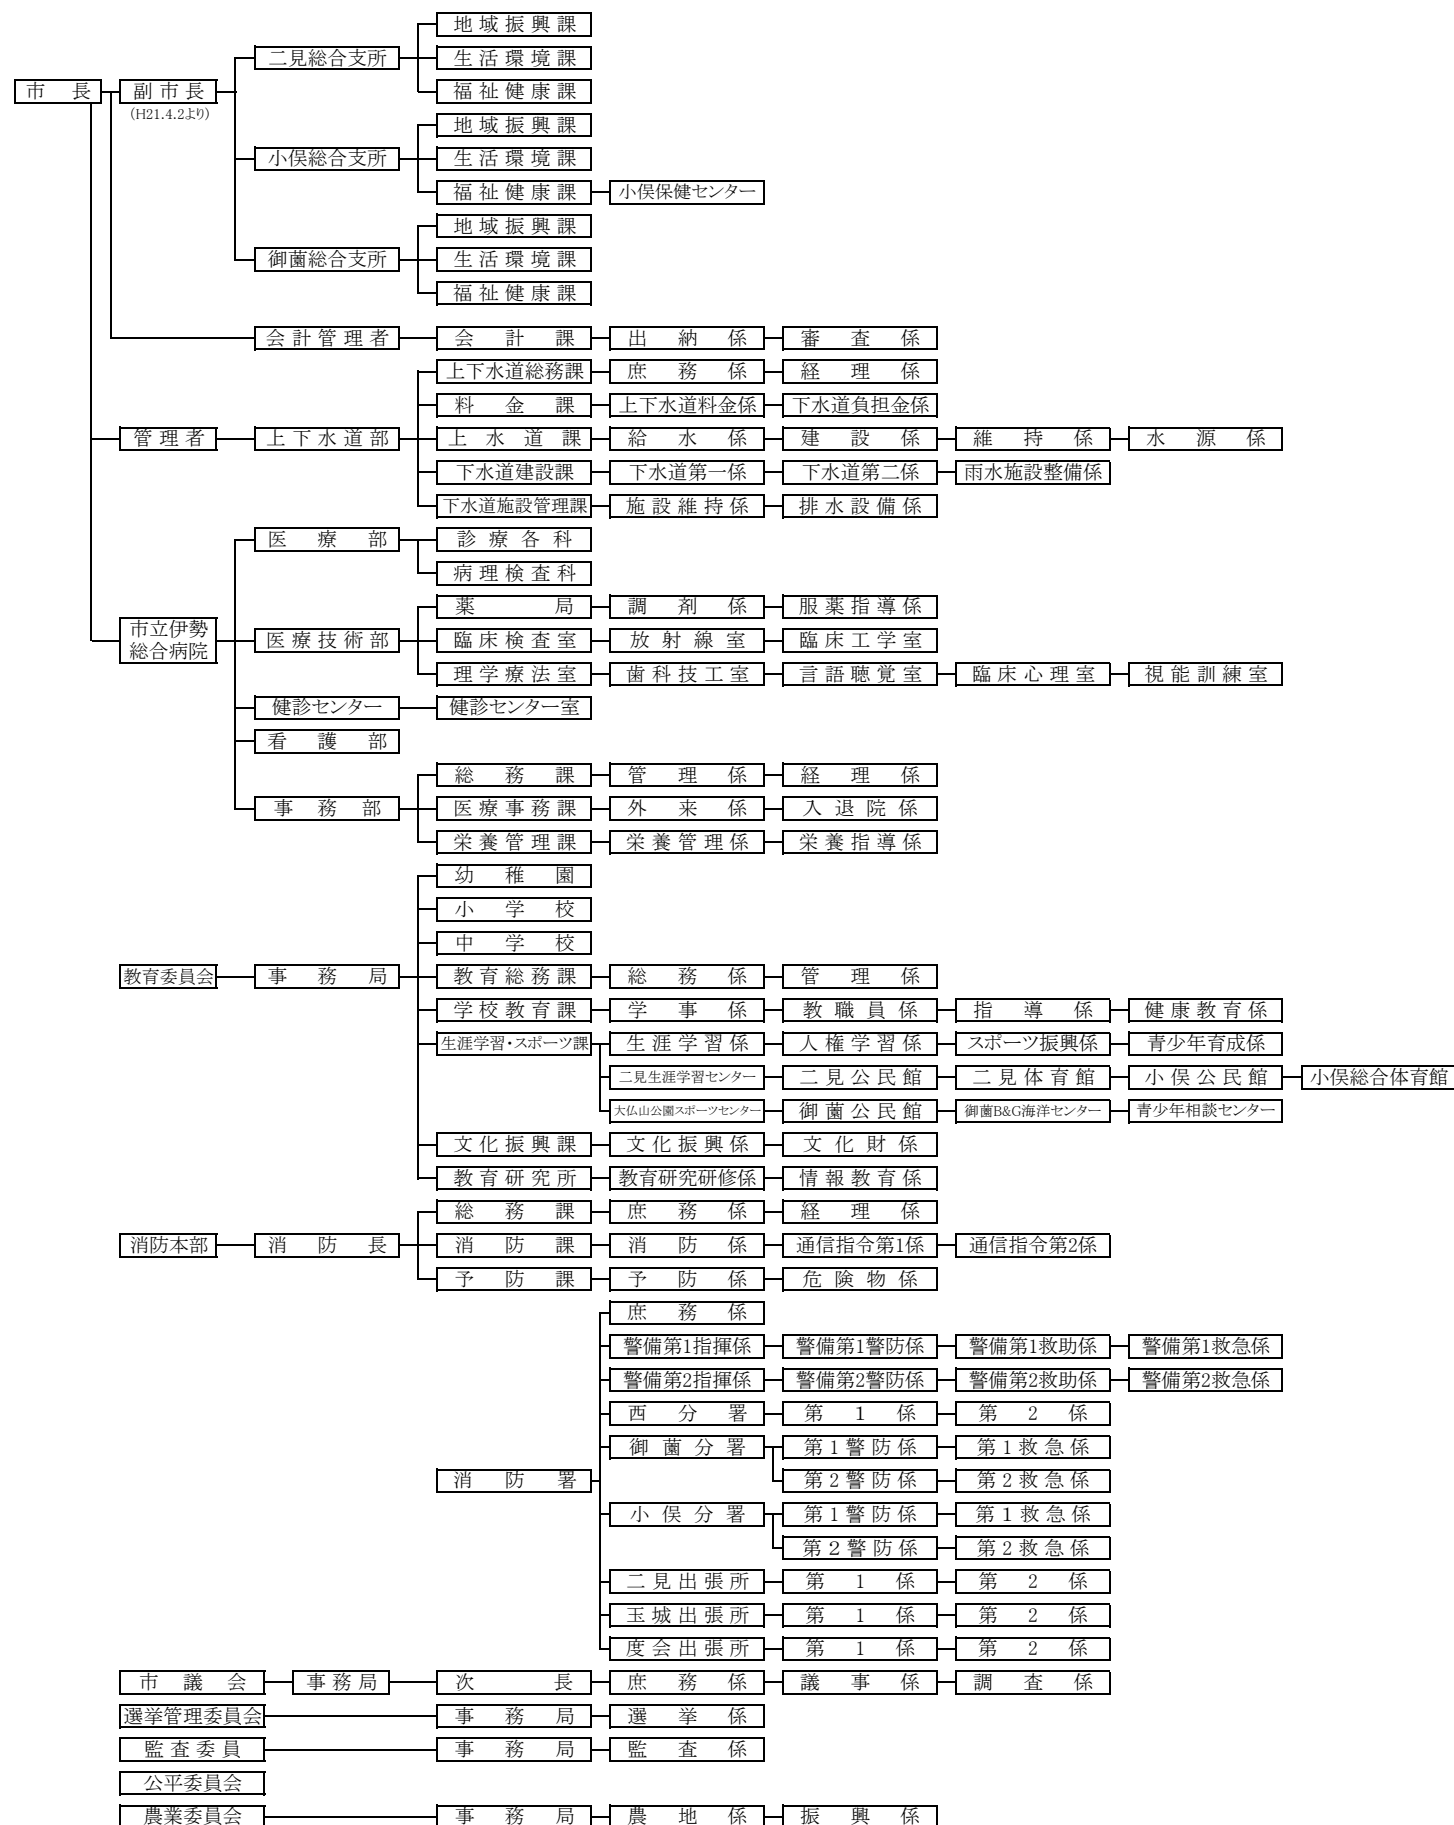 地域振興課
二見総合支所 生活環境課
市長 副市長 福祉健康課
(H21.4.2より)
地域振興課
小俣総合支所 生活環境課
福祉健康課 小俣保健センター
地域振興課
御薗総合支所 生活環境課
福祉健康課
会計管理者 会計課 出納係 審査係
上下水道総務課 庶務係 経理係
料金課 上下水道料金係 下水道負担金係
管理者 上下水道部 上水道課 給水係 建設係 維持係 水源係
下水道建設課 下水道第一係 下水道第二係 雨水施設整備係
下水道施設管理課 施設維持係 排水設備係
医療部 診療各科
病理検査科
薬局 調剤係 服薬指導係
市立伊勢
総合病院
医療技術部 臨床検査室 放射線室 臨床工学室
理学療法室 歯科技工室 言語聴覚室 臨床心理室 視能訓練室
健診センター 健診センター室
看護部
総務課 管理係 経理係
事務部 医療事務課 外来係 入退院係
栄養管理課 栄養管理係 栄養指導係
幼稚園
小学校
中学校
教育委員会 事務局 教育総務課 総務係 管理係
学校教育課 学事係 教職員係 指導係 健康教育係
生涯学習・スポーツ課 生涯学習係 人権学習係 スポーツ振興係 青少年育成係
二見生涯学習センター 二見公民館 二見体育館 小俣公民館 小俣総合体育館
大仏山公園スポーツセンター 御薗公民館 御薗B&G海洋センター 青少年相談センター
文化振興課 文化振興係 文化財係
教育研究所 教育研究研修係 情報教育係
総務課 庶務係 経理係
消防本部 消防長 消防課 消防係 通信指令第1係 通信指令第2係
予防課 予防係 危険物係
庶務係
警備第1指揮係 警備第1警防係 警備第1救助係 警備第1救急係
警備第2指揮係 警備第2警防係 警備第2救助係 警備第2救急係
西分署 第1係 第2係
御薗分署 第1警防係 第1救急係
消防署 第2警防係 第2救急係
小俣分署 第1警防係 第1救急係
第2警防係 第2救急係
二見出張所 第1係 第2係
玉城出張所 第1係 第2係
度会出張所 第1係 第2係
市議会 事務局 次長 庶務係 議事係 調査係
選挙管理委員会 事務局 選挙係
監査委員 事務局 監査係
公平委員会
農業委員会 事務局 農地係 振興係